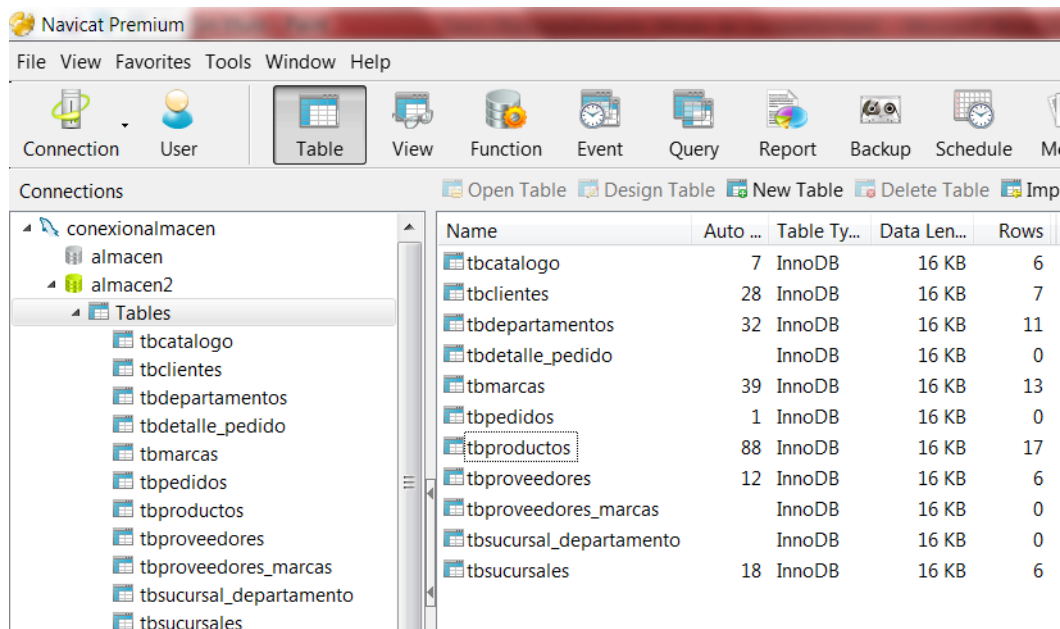 Navicat Premium
File View Favorites Tools Window Help
Connection User Table View Function Event Query Report Backup Schedule
Connections
Open Table Design Table New Table Delete Table Imp
conexionalmacen
almacen
almacen2
Tables
tbcatalogo
tbclientes
tbdepartamentos
tbdetalle_pedido
tbmarcas
tbpedidos
tbproductos
tbproveedores
tbproveedores_marcas
tbsucursal_departamento
tbsucursales
Name Auto ... Table Ty... Data Len... Rows
tbcatalogo 7 InnoDB 16 KB 6
tbclientes 28 InnoDB 16 KB 7
tbdepartamentos 32 InnoDB 16 KB 11
tbdetalle_pedido InnoDB 16 KB 0
tbmarcas 39 InnoDB 16 KB 13
tbpedidos 1 InnoDB 16 KB 0
tbproductos 88 InnoDB 16 KB 17
tbproveedores 12 InnoDB 16 KB 6
tbproveedores_marcas InnoDB 16 KB 0
tbsucursal_departamento InnoDB 16 KB 0
tbsucursales 18 InnoDB 16 KB 6